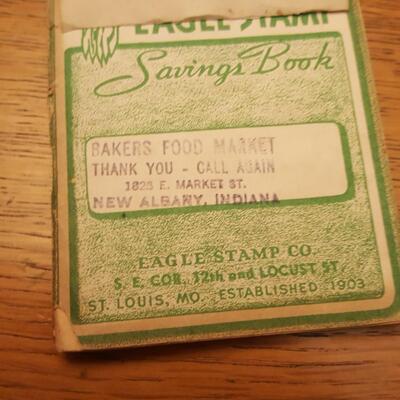 EAGLE STAMP
Savings Book
BAKERS FOOD MARKET
THANK YOU - CALL AGAIN
1825 E. MARKET ST.
NEW ALBANY, INDIANA
EAGLE STAMP CO.
S. E. COR. 12th and LOCUST ST.
ST. LOUIS, MO. ESTABLISHED 1903